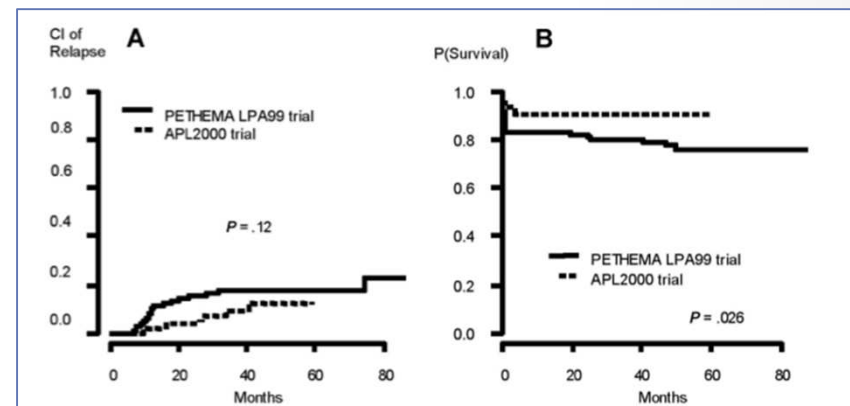 CI of
Relapse
A
1.0
0.8
0.6
0.4
0.2
0.0
PETHEMA LPA99 trial
APL2000 trial
P = .12
0 20 40 60 80
Months
P(Survival)
B
1.0
0.8
0.6
0.4
0.2
0.0
PETHEMA LPA99 trial
APL2000 trial
P = .026
0 20 40 60 80
Months